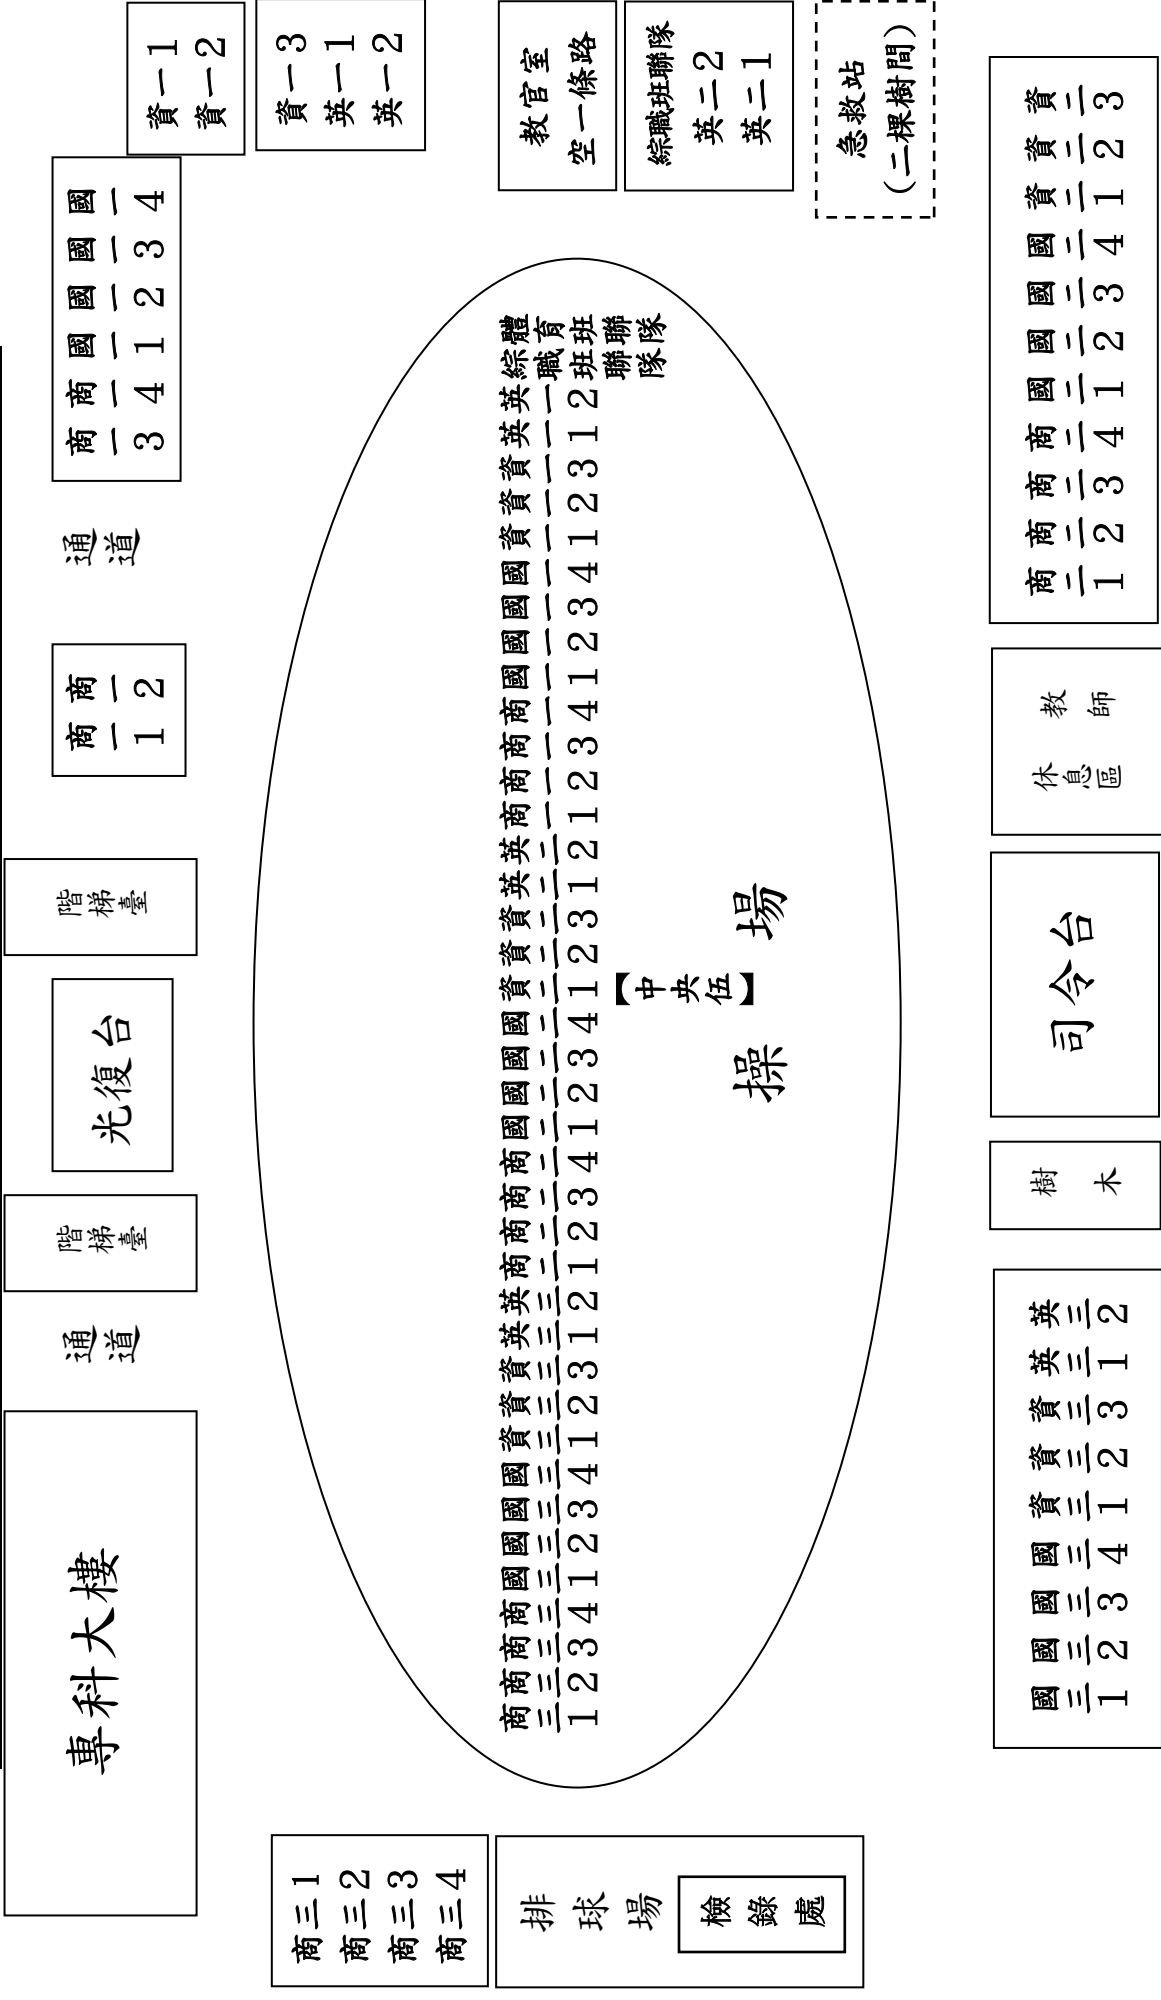 專科大樓
通道
階梯臺
光復台
階梯臺
商一1
商一2
通道
商一3
商一4
國一1
國一2
國一3
國一4
資一1
資一2
資一3
英一1
英一2
教官室
空一條路
綜職班聯隊
英二2
英二1
急救站
(二棵樹間)
商三1
商三2
商三3
商三4
排球場
檢錄處
商三1
商三2
商三3
商三4
國三1
國三2
國三3
國三4
資三1
資三2
資三3
英三1
英三2
商二1
商二2
商二3
商二4
國二1
國二2
國二3
國二4
資二1
資二2
資二3
英二1
英二2
商一1
商一2
商一3
商一4
國一1
國一2
國一3
國一4
資一1
資一2
資一3
英一1
英一2
綜職班聯隊
體育班聯隊
【中央伍】
操場
國三1
國三2
國三3
國三4
資三1
資三2
資三3
英三1
英三2
樹木
司令台
教師
休息區
商二1
商二2
商二3
商二4
國二1
國二2
國二3
國二4
資二1
資二2
資二3